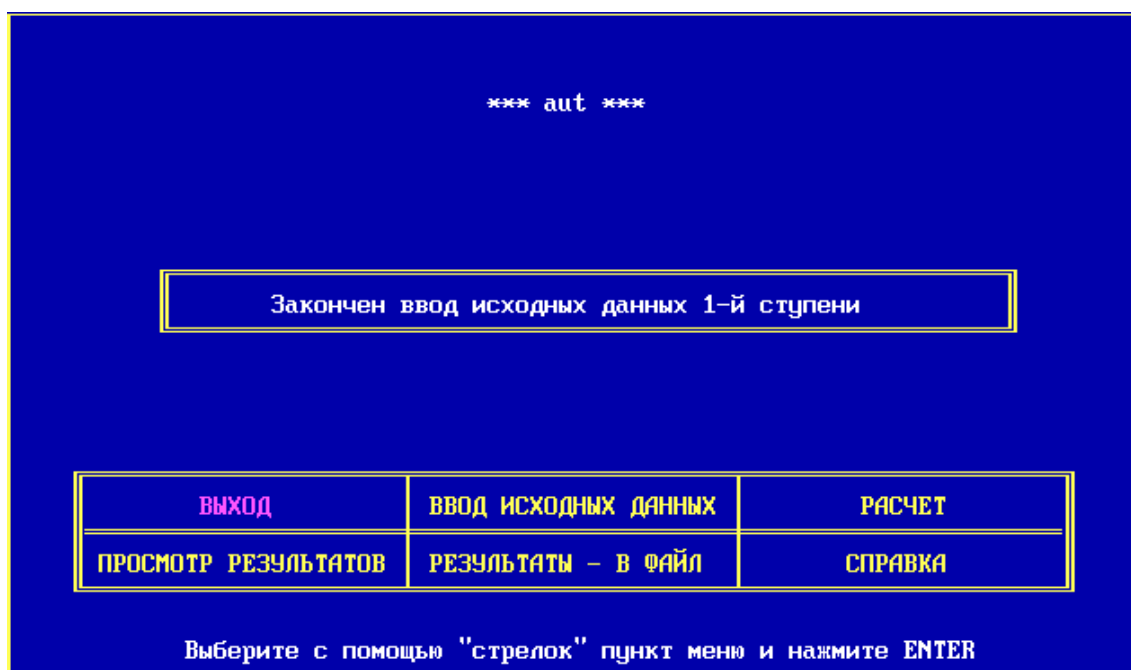 *** aut ***
Закончен ввод исходных данных 1-й ступени
ВЫХОД ВВОД ИСХОДНЫХ ДАННЫХ РАСЧЕТ
ПРОСМОТР РЕЗУЛЬТАТОВ РЕЗУЛЬТАТЫ - В ФАЙЛ СПРАВКА
Выберите с помощью "стрелок" пункт меню и нажмите ENTER